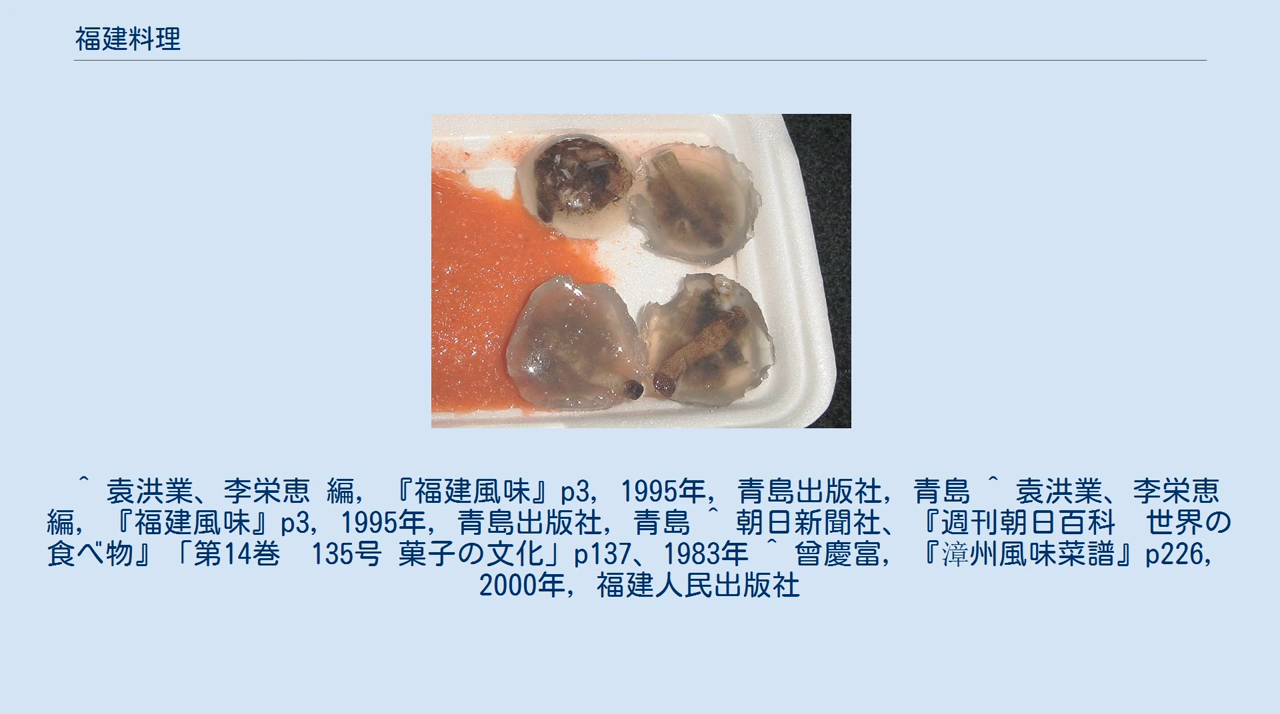 福建料理
^ 袁洪業、李栄恵 編, 『福建風味』p3, 1995年, 青島出版社, 青島 ^ 袁洪業、李栄恵
編, 『福建風味』p3, 1995年, 青島出版社, 青島 ^ 朝日新聞社、『週刊朝日百科　世界の
食べ物』「第14巻　135号 菓子の文化」p137、1983年 ^ 曾慶富, 『漳州風味菜譜』p226,
2000年, 福建人民出版社